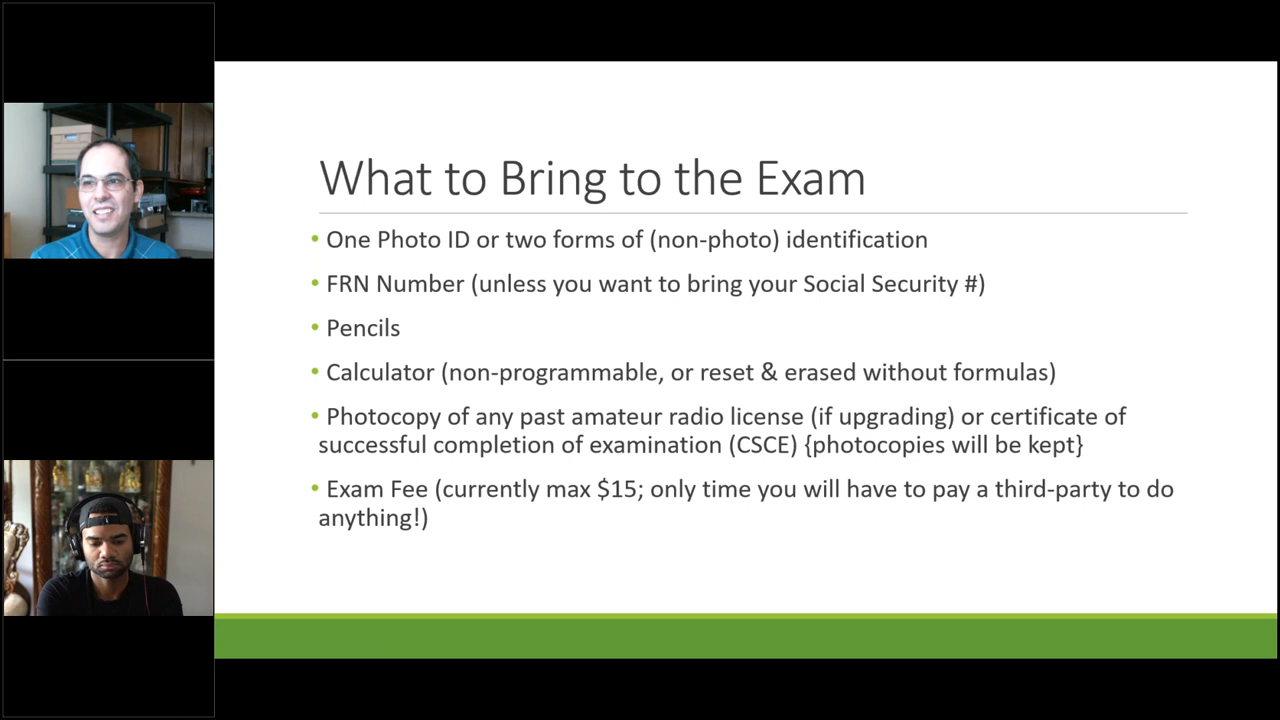 What to Bring to the Exam
• One Photo ID or two forms of (non-photo) identification
• FRN Number (unless you want to bring your Social Security #)
• Pencils
• Calculator (non-programmable, or reset & erased without formulas)
• Photocopy of any past amateur radio license (if upgrading) or certificate of
successful completion of examination (CSCE) {photocopies will be kept}
• Exam Fee (currently max $15; only time you will have to pay a third-party to do
anything!)